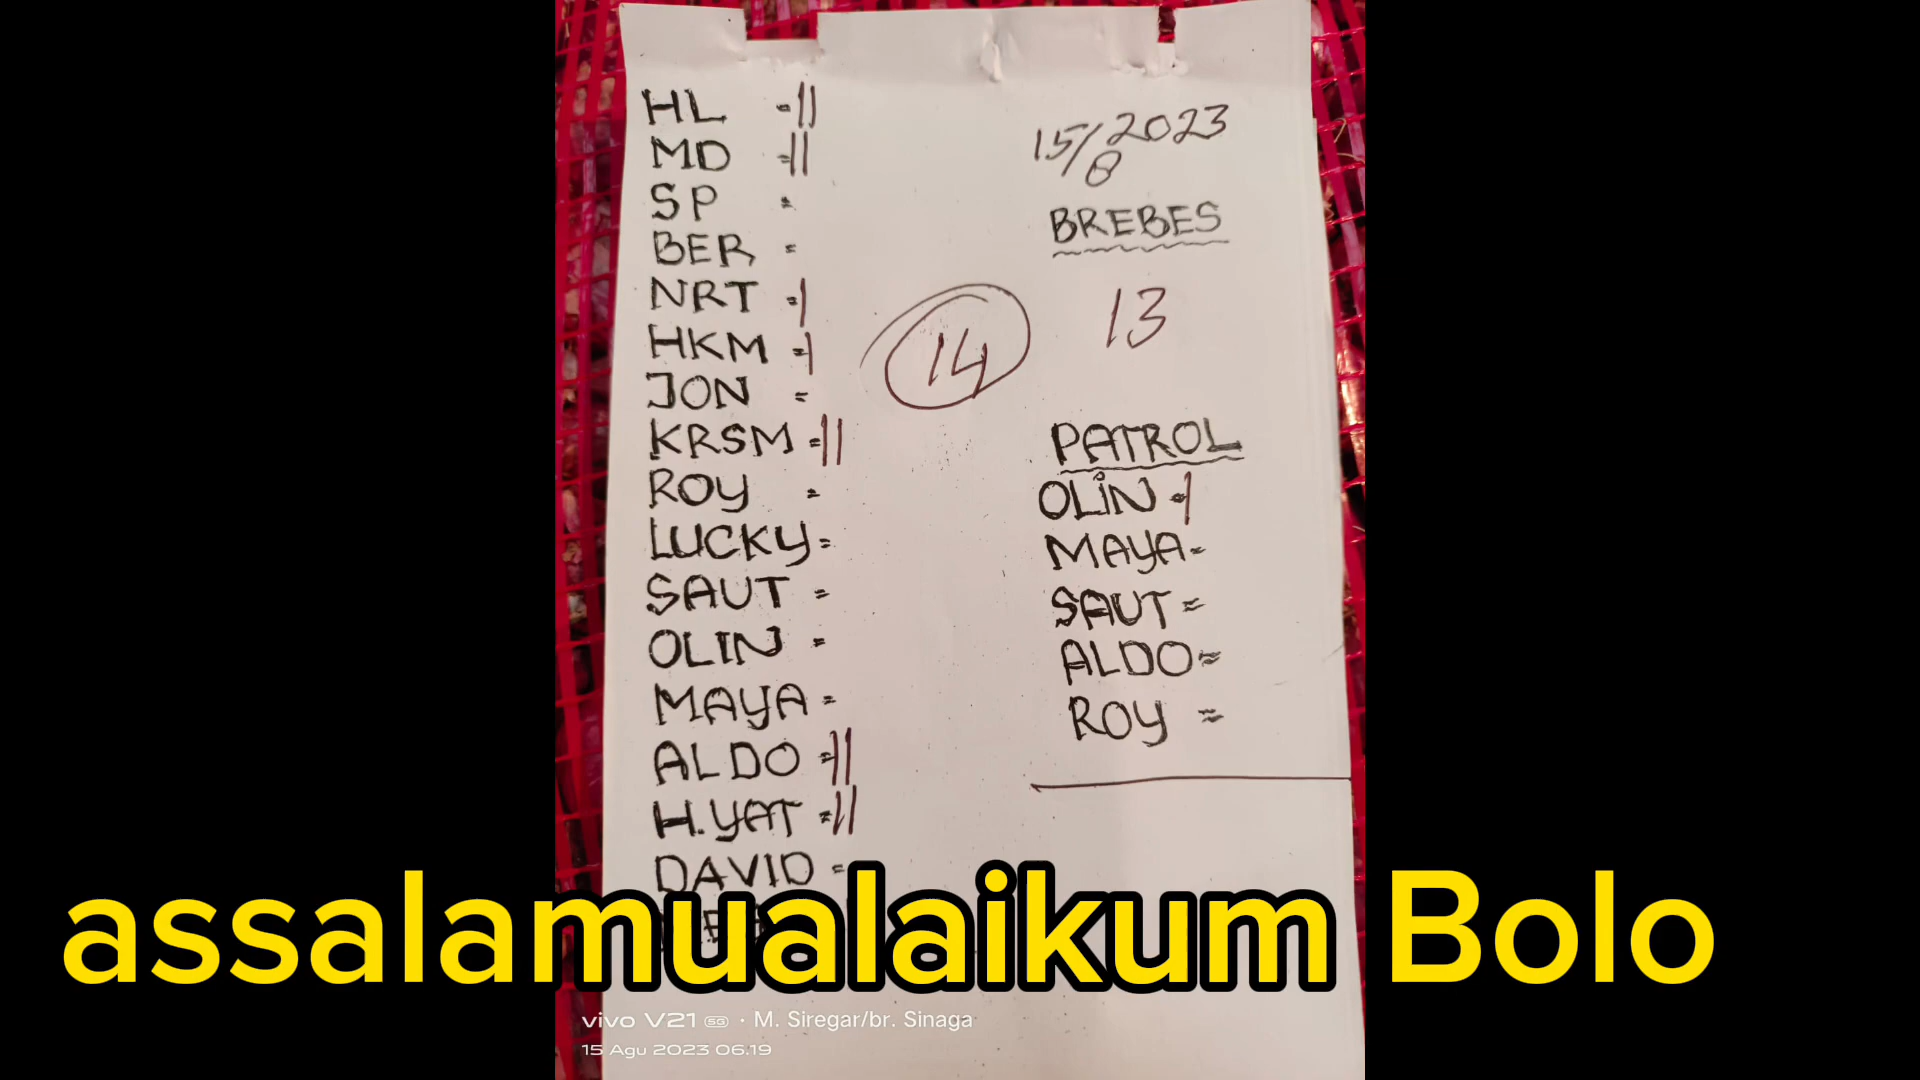 HL =||
MD =||
SP =
BER =
NRT =|
HKM =|
JON =
KRSM =||
ROY =
LUCKY =
SAUT =
OLIN =
MAYA =
ALDO =||
H.YAT =||
DAVID =
14
15/8 2023
BREBES
13
PATROL
OLIN =|
MAYA =
SAUT =
ALDO =
ROY =
assalamualaikum Bolo
vivo V21 5G · M. Siregar/br. Sinaga
15 Agu 2023 06.19